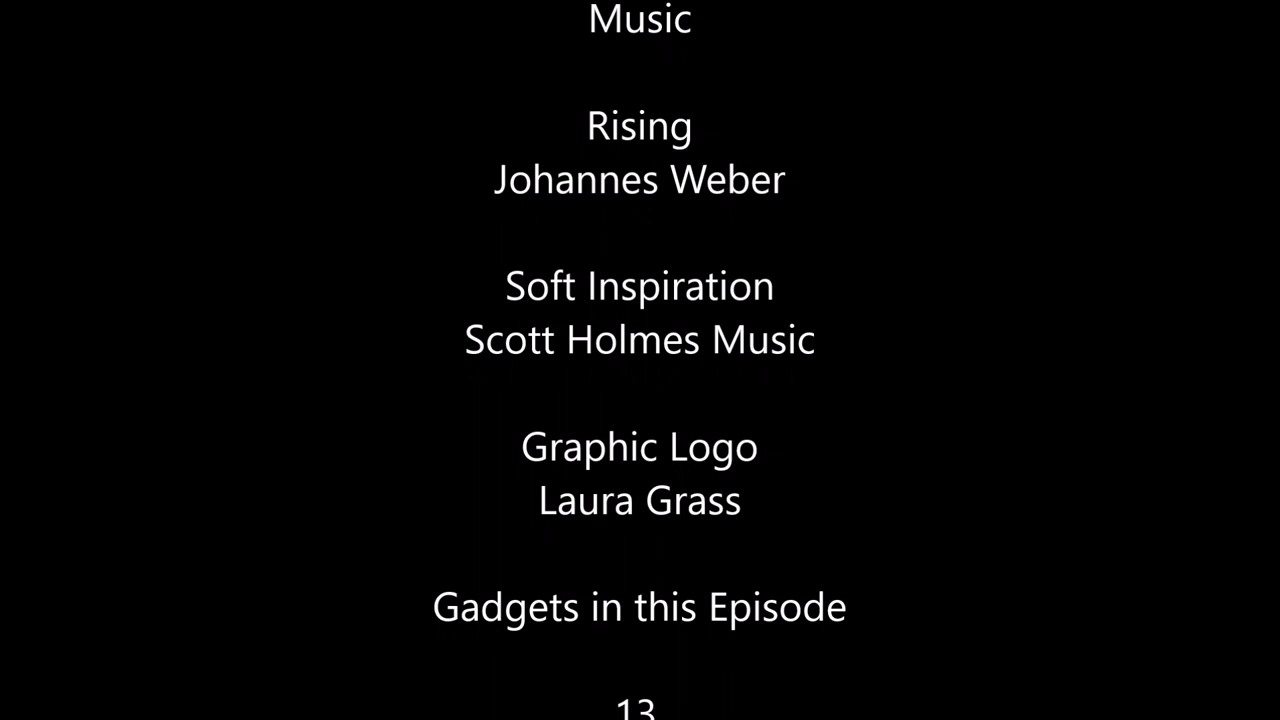 Music
Rising
Johannes Weber
Soft Inspiration
Scott Holmes Music
Graphic Logo
Laura Grass
Gadgets in this Episode
13